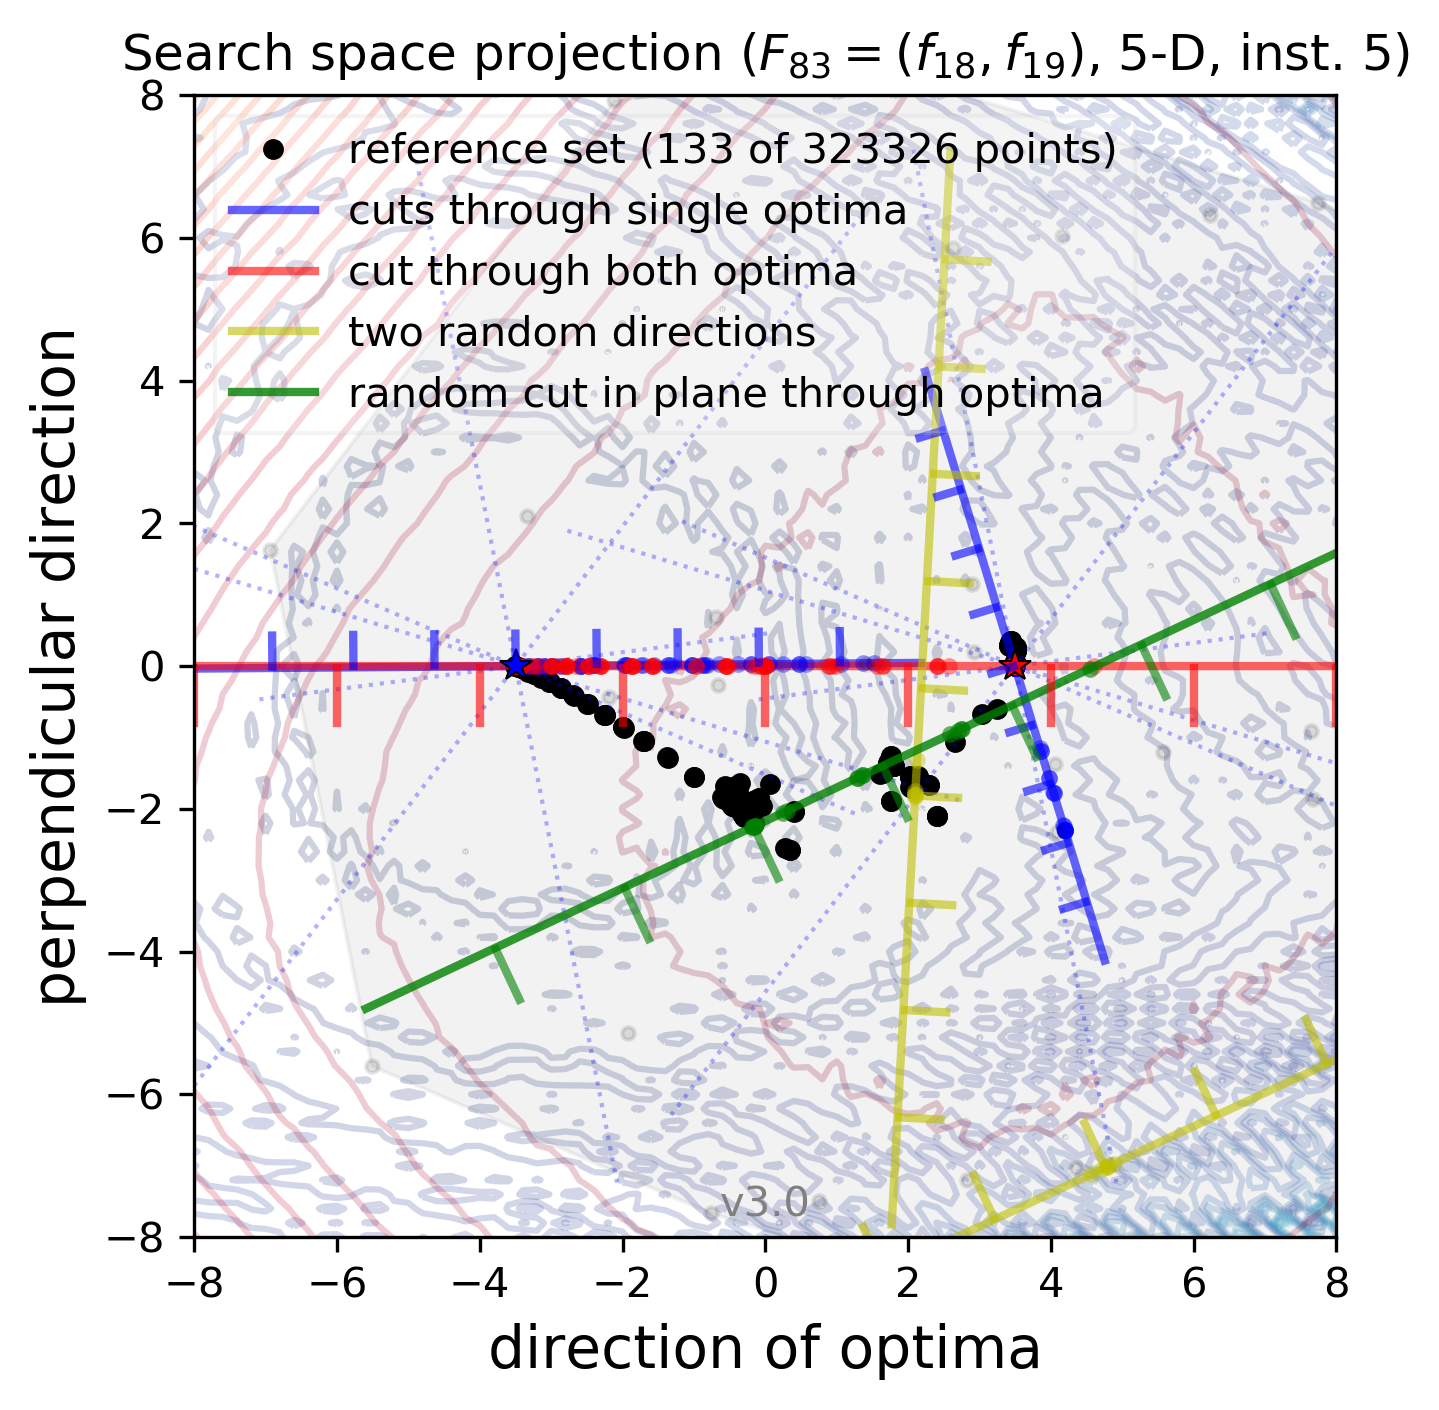 Search space projection (F₈₃ = (f₁₈, f₁₉), 5-D, inst. 5)
reference set (133 of 323326 points)
cuts through single optima
cut through both optima
two random directions
random cut in plane through optima
8
6
4
2
0
−2
−4
−6
−8
perpendicular direction
v3.0
−8 −6 −4 −2 0 2 4 6 8
direction of optima